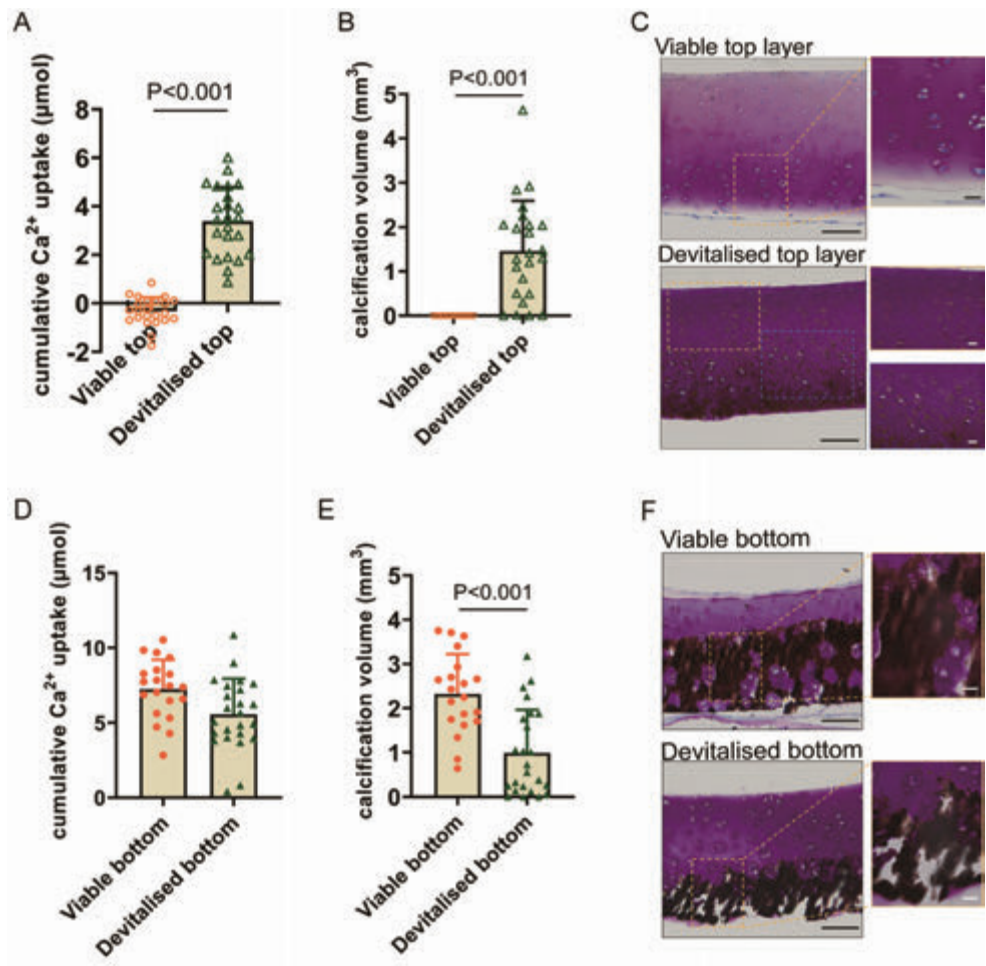 A
cumulative Ca²⁺ uptake (µmol)
8
6
4
2
0
-2
P<0.001
Viable top
Devitalised top
B
calcification volume (mm³)
5
4
3
2
1
0
P<0.001
Viable top
Devitalised top
C
Viable top layer
Devitalised top layer
D
cumulative Ca²⁺ uptake (µmol)
15
10
5
0
Viable bottom
Devitalised bottom
E
calcification volume (mm³)
5
4
3
2
1
0
P<0.001
Viable bottom
Devitalised bottom
F
Viable bottom
Devitalised bottom